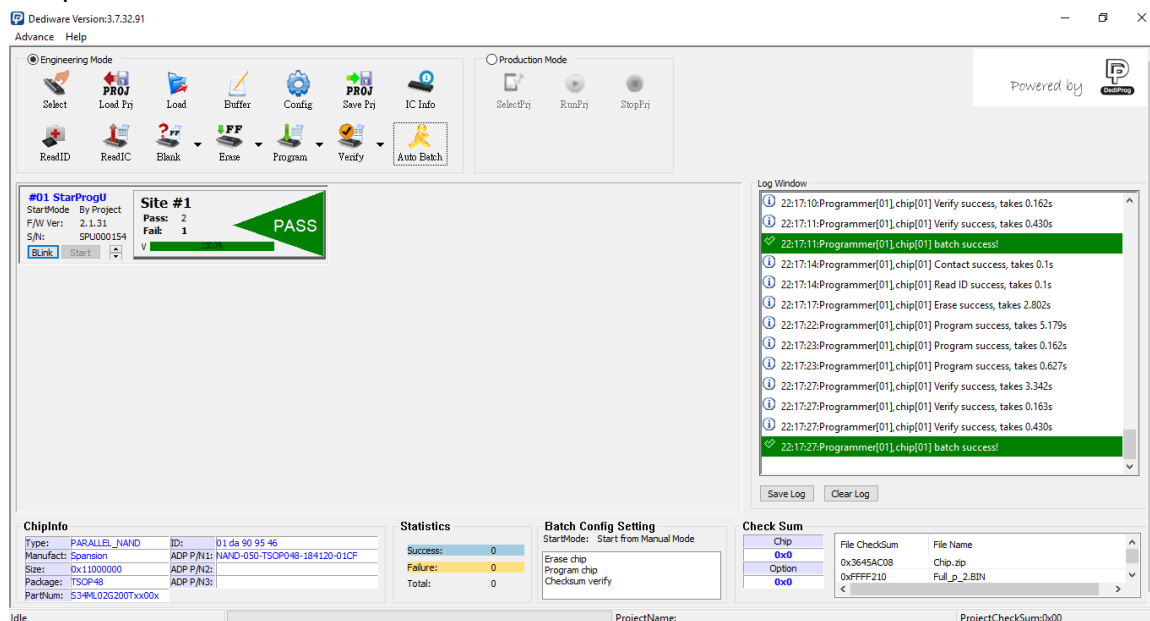 Dediware Version:3.7.32.91
Advance Help
Engineering Mode
Select Load Prj Load Buffer Config Save Prj IC Info
ReadID ReadIC Blank Erase Program Verify Auto Batch
Production Mode
SelectPrj RunPrj StopPrj
Powered by DediProg
#01 StarProgU
StartMode By Project
F/W Ver: 2.1.31
S/N: SPU000154
BLink Start
Site #1
Pass: 2
Fail: 1
V 100.0%
PASS
Log Window
22:17:10:Programmer[01],chip[01] Verify success, takes 0.162s
22:17:11:Programmer[01],chip[01] Verify success, takes 0.430s
22:17:11:Programmer[01],chip[01] batch success!
22:17:14:Programmer[01],chip[01] Contact success, takes 0.1s
22:17:14:Programmer[01],chip[01] Read ID success, takes 0.1s
22:17:17:Programmer[01],chip[01] Erase success, takes 2.802s
22:17:22:Programmer[01],chip[01] Program success, takes 5.179s
22:17:23:Programmer[01],chip[01] Program success, takes 0.162s
22:17:23:Programmer[01],chip[01] Program success, takes 0.627s
22:17:27:Programmer[01],chip[01] Verify success, takes 3.342s
22:17:27:Programmer[01],chip[01] Verify success, takes 0.163s
22:17:27:Programmer[01],chip[01] Verify success, takes 0.430s
22:17:27:Programmer[01],chip[01] batch success!
Save Log Clear Log
ChipInfo
Type: PARALLEL_NAND ID: 01 da 90 95 46
Manufact: Spansion ADP P/N1: NAND-050-TSOP048-184120-01CF
Size: 0x11000000 ADP P/N2:
Package: TSOP48 ADP P/N3:
PartNum: S34ML02G200Txx00x
Statistics
Success: 0
Failure: 0
Total: 0
Batch Config Setting
StartMode: Start from Manual Mode
Erase chip
Program chip
Checksum verify
Check Sum
Chip
0x0
Option
0x0
File CheckSum File Name
0x3645AC08 Chip.zip
0xFFFF210 Full_p_2.BIN
Idle ProjectName: ProjectCheckSum:0x00